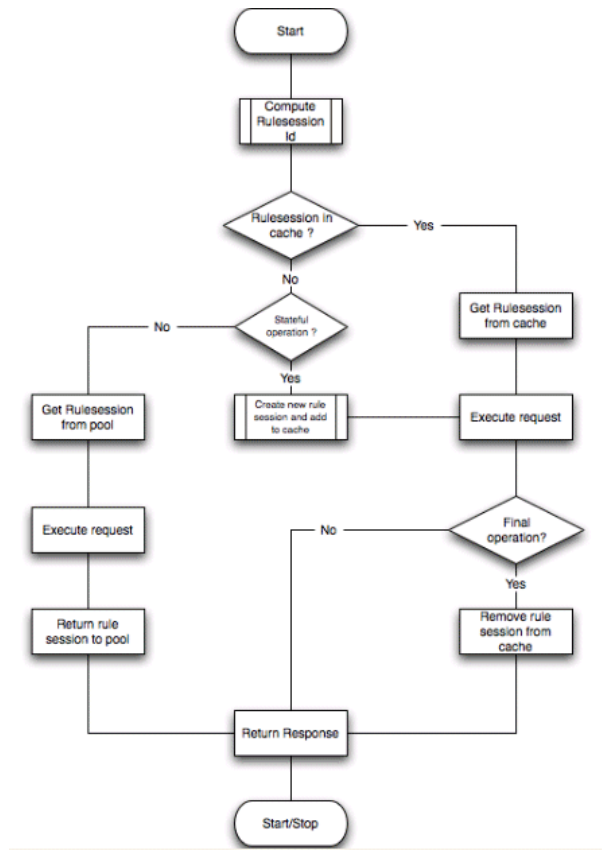 Start
Compute
Rulesession
Id
Rulesession in
cache ?
Yes
No
Stateful
operation ?
No
Get Rulesession
from cache
Yes
Get Rulesession
from pool
Create new rule
session and add
to cache
Execute request
Execute request
Final
operation?
No
Yes
Return rule
session to pool
Remove rule
session from
cache
Return Response
Start/Stop